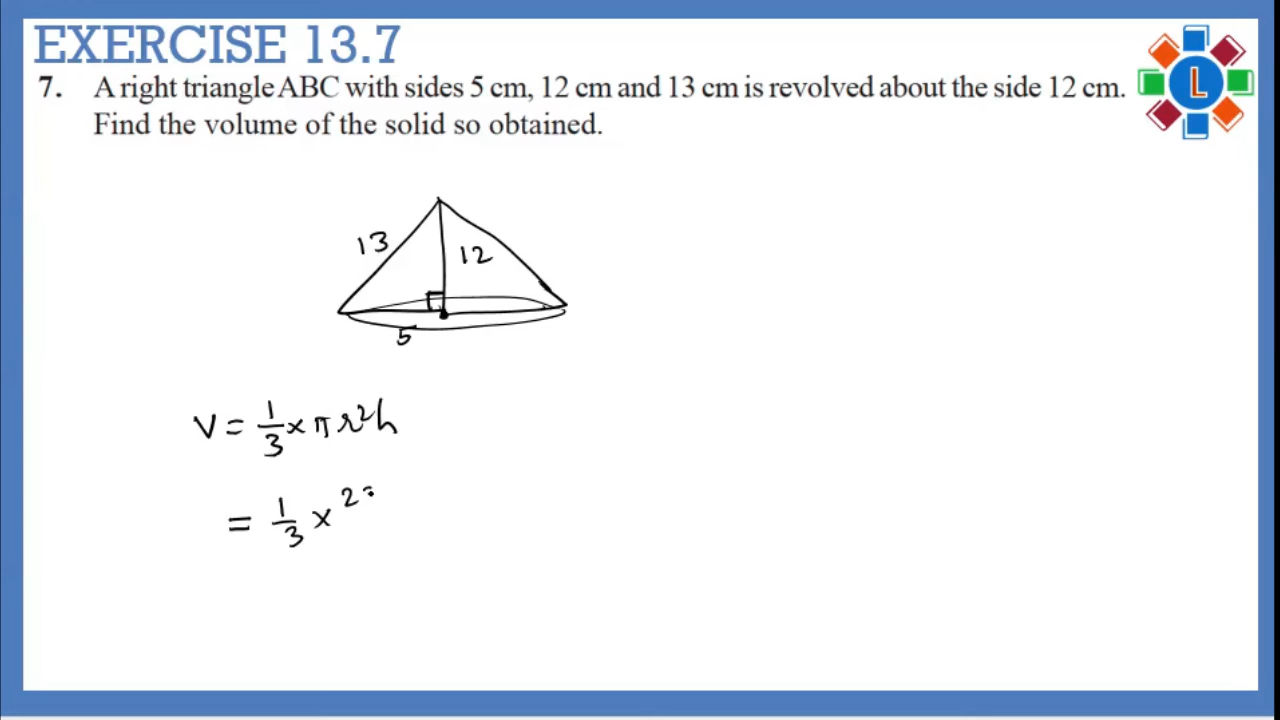 EXERCISE 13.7
7. A right triangle ABC with sides 5 cm, 12 cm and 13 cm is revolved about the side 12 cm.
Find the volume of the solid so obtained.
L
13
12
5
V = 1/3 × π r²h
= 1/3 × 2